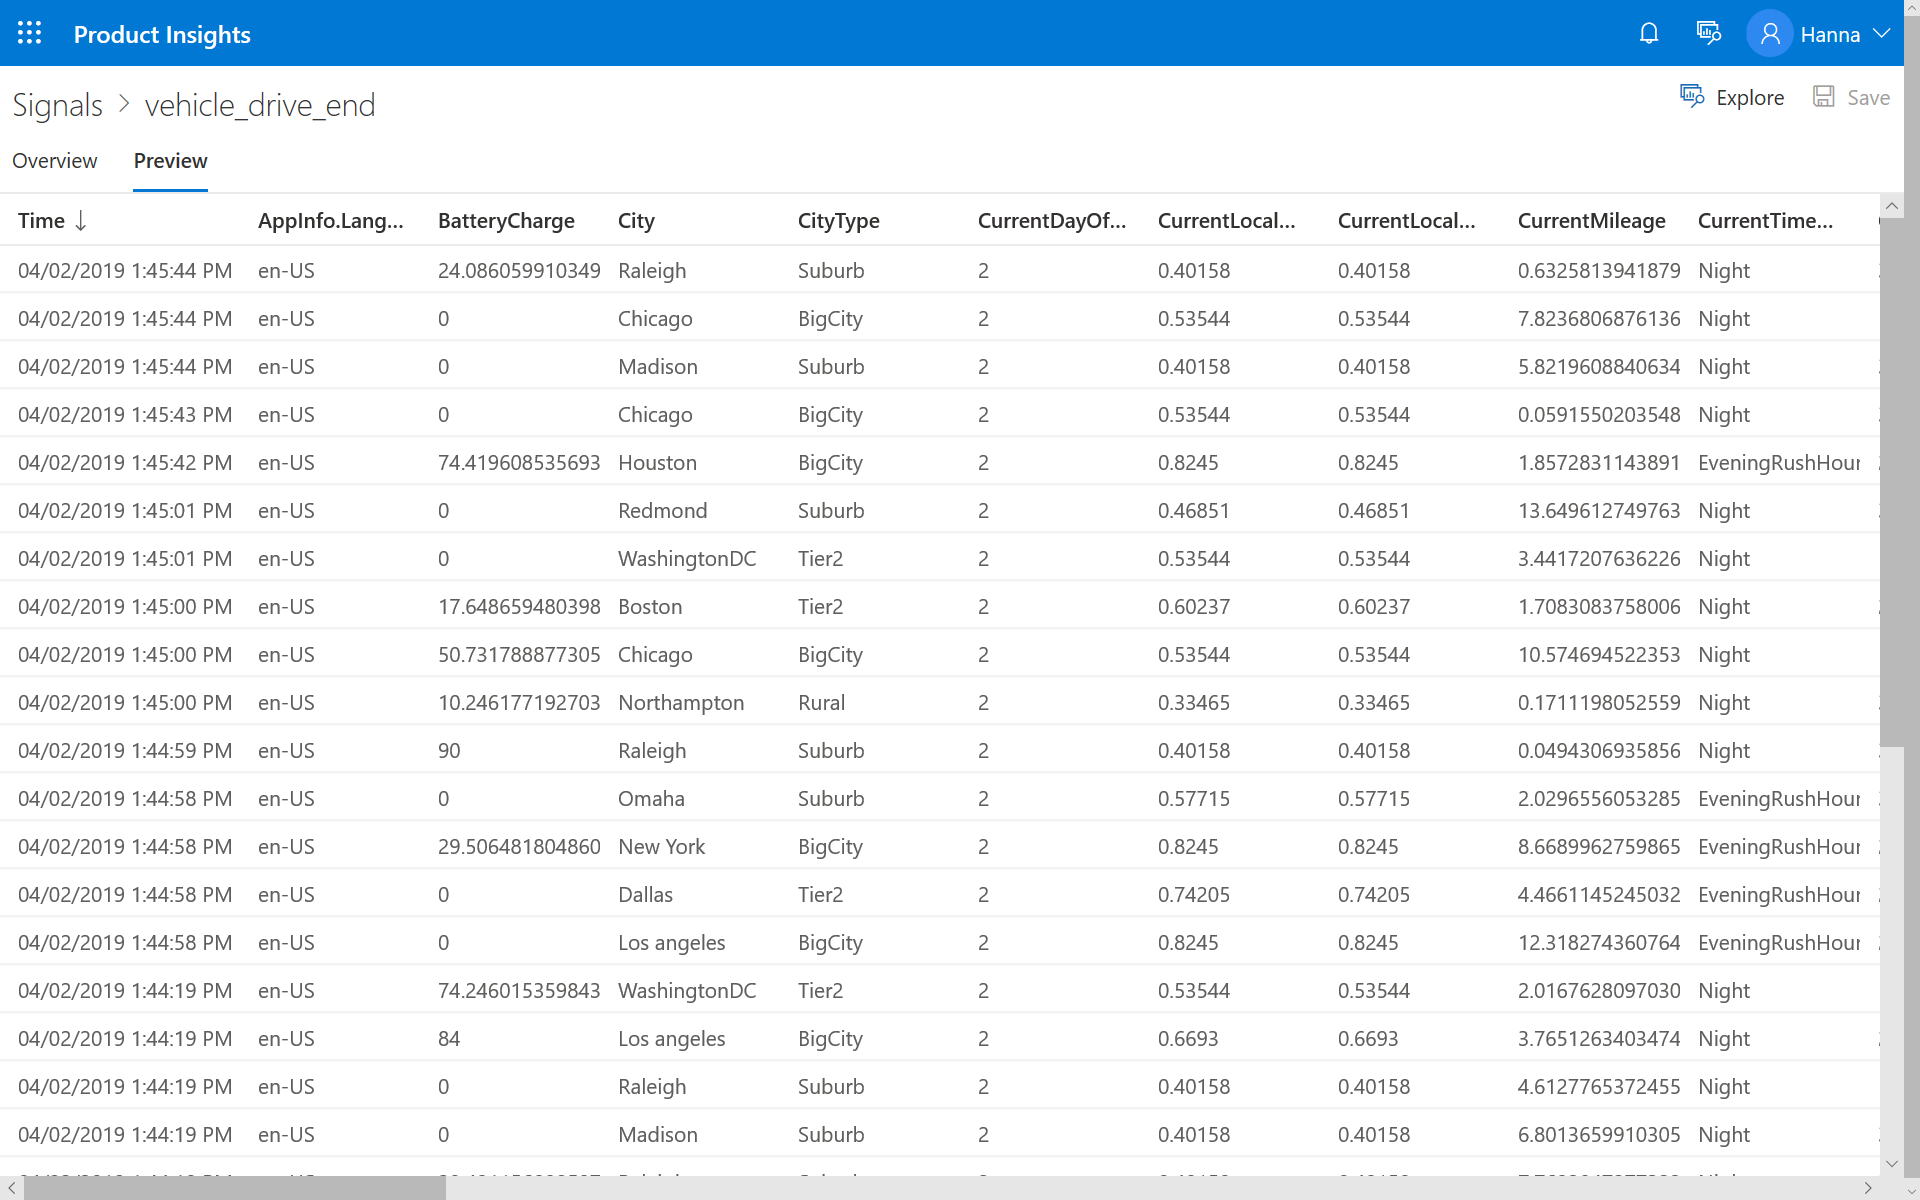 Product Insights
Hanna
Signals > vehicle_drive_end
Explore
Save
Overview Preview
Time ↓ AppInfo.Lang... BatteryCharge City CityType CurrentDayOf... CurrentLocal... CurrentLocal... CurrentMileage CurrentTime...
04/02/2019 1:45:44 PM en-US 24.086059910349 Raleigh Suburb 2 0.40158 0.40158 0.6325813941879 Night
04/02/2019 1:45:44 PM en-US 0 Chicago BigCity 2 0.53544 0.53544 7.8236806876136 Night
04/02/2019 1:45:44 PM en-US 0 Madison Suburb 2 0.40158 0.40158 5.8219608840634 Night
04/02/2019 1:45:43 PM en-US 0 Chicago BigCity 2 0.53544 0.53544 0.0591550203548 Night
04/02/2019 1:45:42 PM en-US 74.419608535693 Houston BigCity 2 0.8245 0.8245 1.8572831143891 EveningRushHour
04/02/2019 1:45:01 PM en-US 0 Redmond Suburb 2 0.46851 0.46851 13.649612749763 Night
04/02/2019 1:45:01 PM en-US 0 WashingtonDC Tier2 2 0.53544 0.53544 3.4417207636226 Night
04/02/2019 1:45:00 PM en-US 17.648659480398 Boston Tier2 2 0.60237 0.60237 1.7083083758006 Night
04/02/2019 1:45:00 PM en-US 50.731788877305 Chicago BigCity 2 0.53544 0.53544 10.574694522353 Night
04/02/2019 1:45:00 PM en-US 10.246177192703 Northampton Rural 2 0.33465 0.33465 0.1711198052559 Night
04/02/2019 1:44:59 PM en-US 90 Raleigh Suburb 2 0.40158 0.40158 0.0494306935856 Night
04/02/2019 1:44:58 PM en-US 0 Omaha Suburb 2 0.57715 0.57715 2.0296556053285 EveningRushHour
04/02/2019 1:44:58 PM en-US 29.506481804860 New York BigCity 2 0.8245 0.8245 8.6689962759865 EveningRushHour
04/02/2019 1:44:58 PM en-US 0 Dallas Tier2 2 0.74205 0.74205 4.4661145245032 EveningRushHour
04/02/2019 1:44:58 PM en-US 0 Los angeles BigCity 2 0.8245 0.8245 12.318274360764 EveningRushHour
04/02/2019 1:44:19 PM en-US 74.246015359843 WashingtonDC Tier2 2 0.53544 0.53544 2.0167628097030 Night
04/02/2019 1:44:19 PM en-US 84 Los angeles BigCity 2 0.6693 0.6693 3.7651263403474 Night
04/02/2019 1:44:19 PM en-US 0 Raleigh Suburb 2 0.40158 0.40158 4.6127765372455 Night
04/02/2019 1:44:19 PM en-US 0 Madison Suburb 2 0.40158 0.40158 6.8013659910305 Night